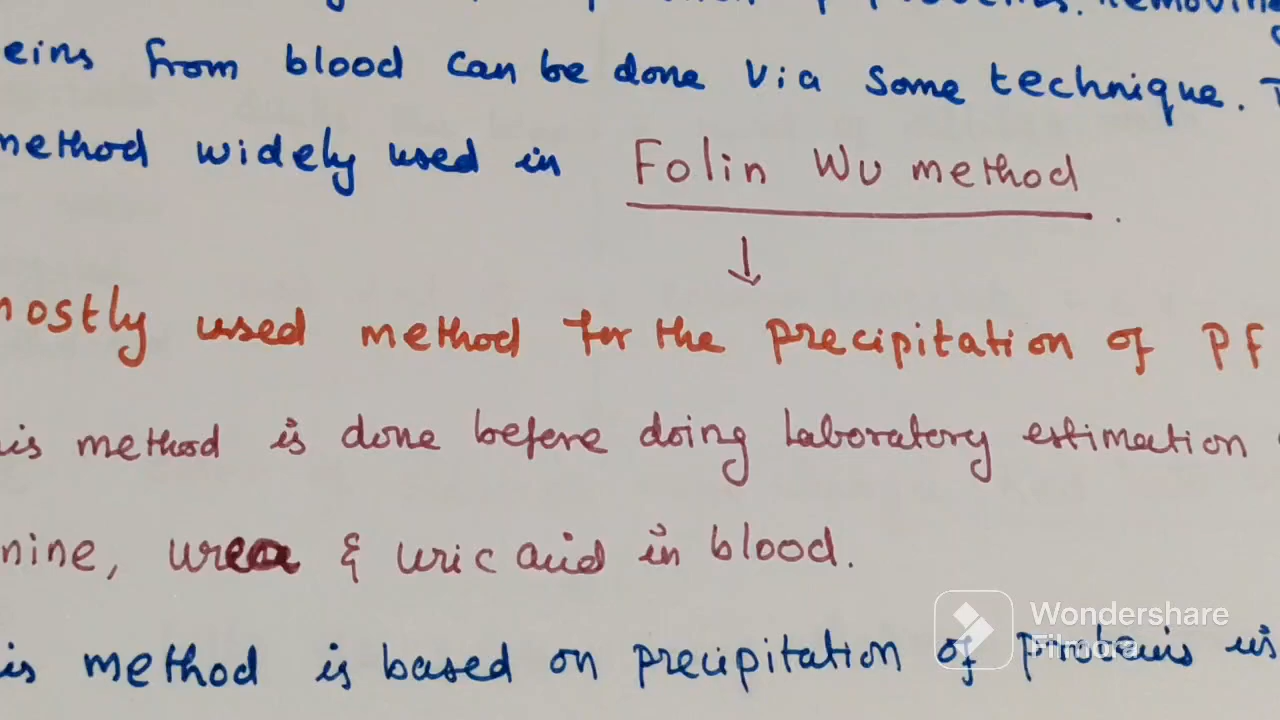 eins from blood can be done via some technique. T
method widely used in Folin Wu method
↓
mostly used method for the precipitation of
is method is done before doing laboratory estimation
nine, urea & uric acid in blood.
Wondershare
Filmora
is method is based on precipitation of proteins